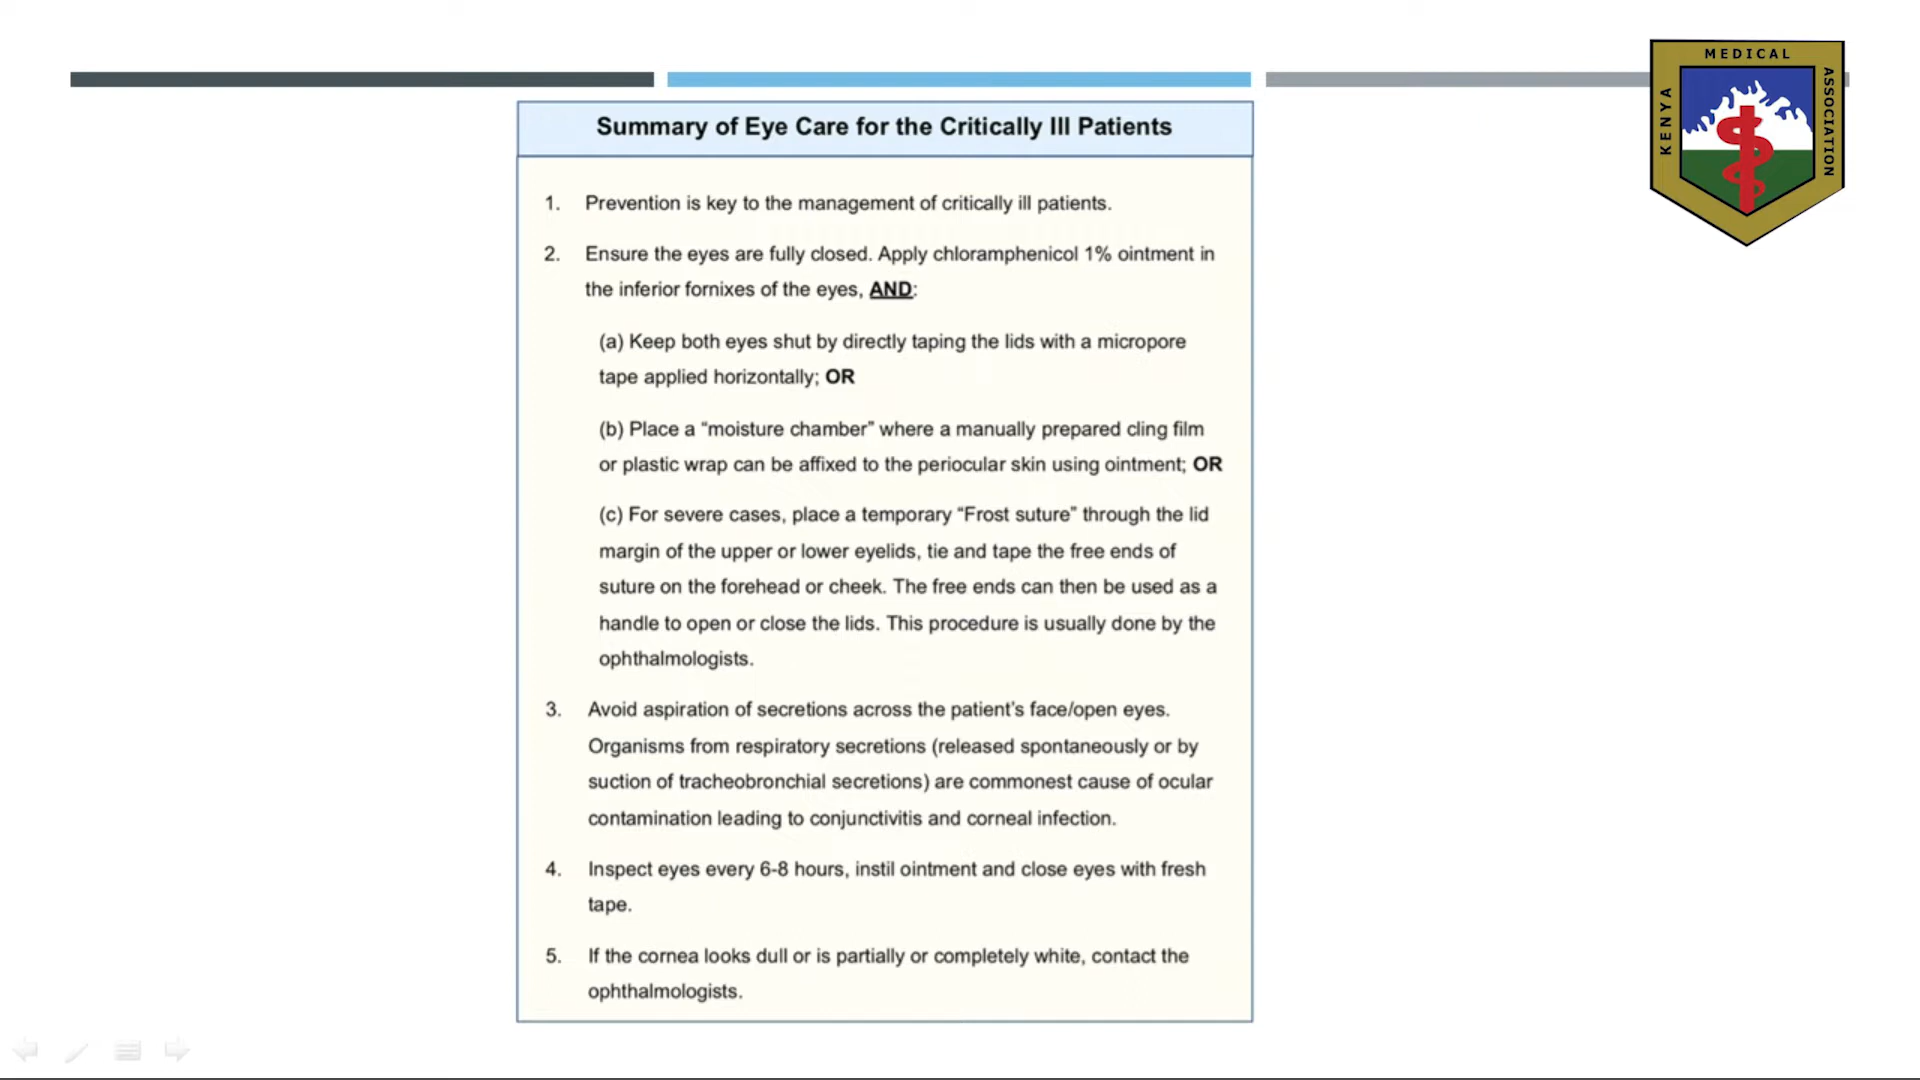 KENYA
MEDICAL
ASSOCIATION
Summary of Eye Care for the Critically Ill Patients
1. Prevention is key to the management of critically ill patients.
2. Ensure the eyes are fully closed. Apply chloramphenicol 1% ointment in
the inferior fornixes of the eyes, AND:
(a) Keep both eyes shut by directly taping the lids with a micropore
tape applied horizontally; OR
(b) Place a “moisture chamber” where a manually prepared cling film
or plastic wrap can be affixed to the periocular skin using ointment; OR
(c) For severe cases, place a temporary “Frost suture” through the lid
margin of the upper or lower eyelids, tie and tape the free ends of
suture on the forehead or cheek. The free ends can then be used as a
handle to open or close the lids. This procedure is usually done by the
ophthalmologists.
3. Avoid aspiration of secretions across the patient’s face/open eyes.
Organisms from respiratory secretions (released spontaneously or by
suction of tracheobronchial secretions) are commonest cause of ocular
contamination leading to conjunctivitis and corneal infection.
4. Inspect eyes every 6-8 hours, instil ointment and close eyes with fresh
tape.
5. If the cornea looks dull or is partially or completely white, contact the
ophthalmologists.